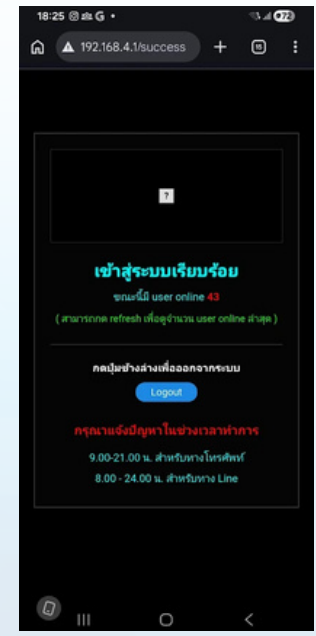 18:25
72
192.168.4.1/success
15
?
เข้าสู่ระบบเรียบร้อย
ขณะนี้มี user online 43
( สามารถกด refresh เพื่อดูจำนวน user online ล่าสุด )
กดปุ่มข้างล่างเพื่อออกจากระบบ
Logout
กรุณาแจ้งปัญหาในช่วงเวลาทำการ
9.00-21.00 น. สำหรับทางโทรศัพท์
8.00 - 24.00 น. สำหรับทาง Line